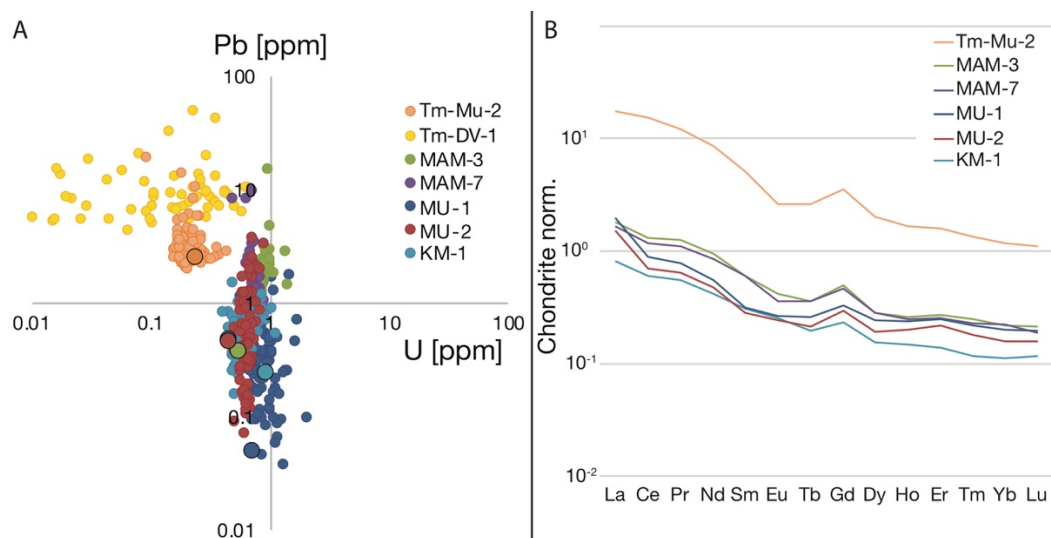 A
Pb [ppm]
100
Tm-Mu-2
Tm-DV-1
MAM-3
MAM-7
MU-1
MU-2
KM-1
10
1
0.01
0.1
1
10
100
U [ppm]
0.1
0.01
B
Tm-Mu-2
MAM-3
MAM-7
MU-1
MU-2
KM-1
Chondrite norm.
10¹
10⁰
10⁻¹
10⁻²
La Ce Pr Nd Sm Eu Tb Gd Dy Ho Er Tm Yb Lu